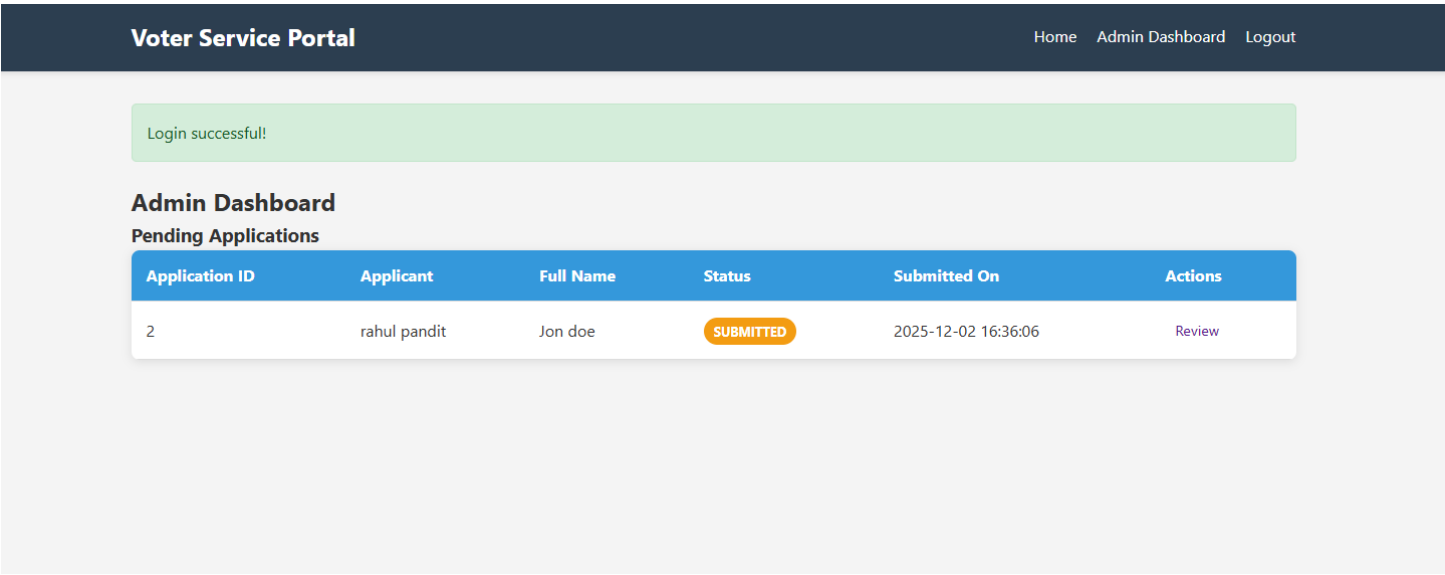 Voter Service Portal Home Admin Dashboard Logout
Login successful!
Admin Dashboard
Pending Applications
Application ID Applicant Full Name Status Submitted On Actions
2 rahul pandit Jon doe SUBMITTED 2025-12-02 16:36:06 Review